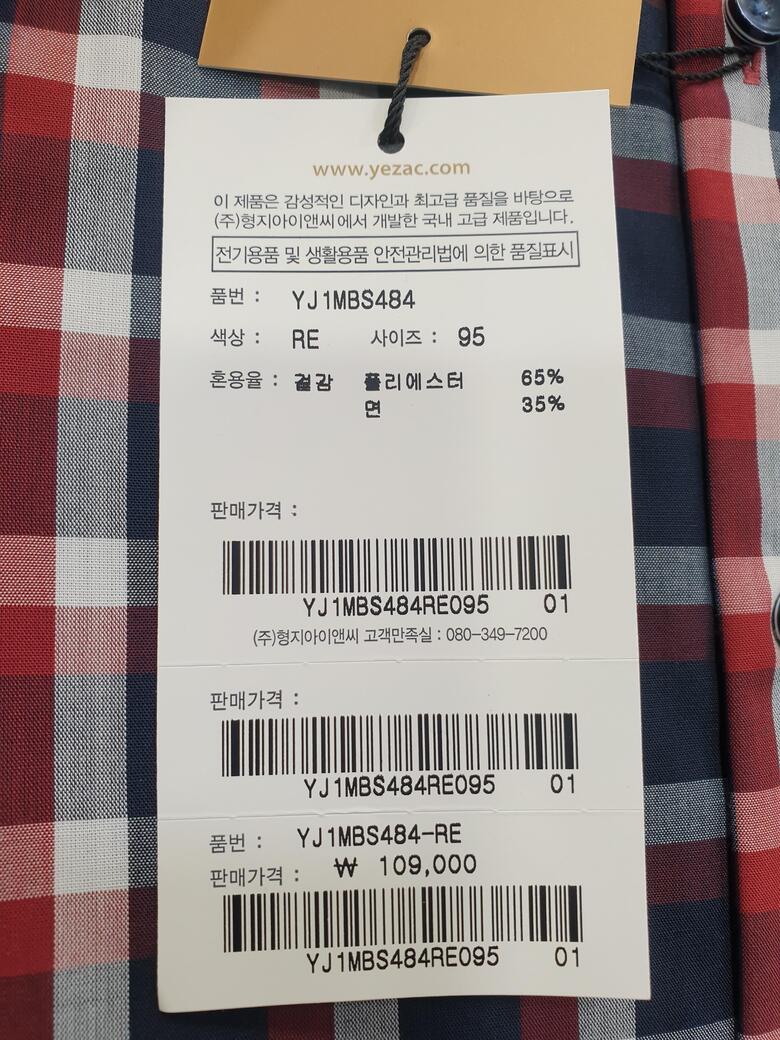 www.yezac.com
이 제품은 감성적인 디자인과 최고급 품질을 바탕으로
(주)형지아이앤씨에서 개발한 국내 고급 제품입니다.
전기용품 및 생활용품 안전관리법에 의한 품질표시
품번 : YJ1MBS484
색상 : RE 사이즈 : 95
혼용율 : 겉감 폴리에스터 65%
면 35%
판매가격 :
YJ1MBS484RE095 01
(주)형지아이앤씨 고객만족실 : 080-349-7200
판매가격 :
YJ1MBS484RE095 01
품번 : YJ1MBS484-RE
판매가격 : ₩ 109,000
YJ1MBS484RE095 01